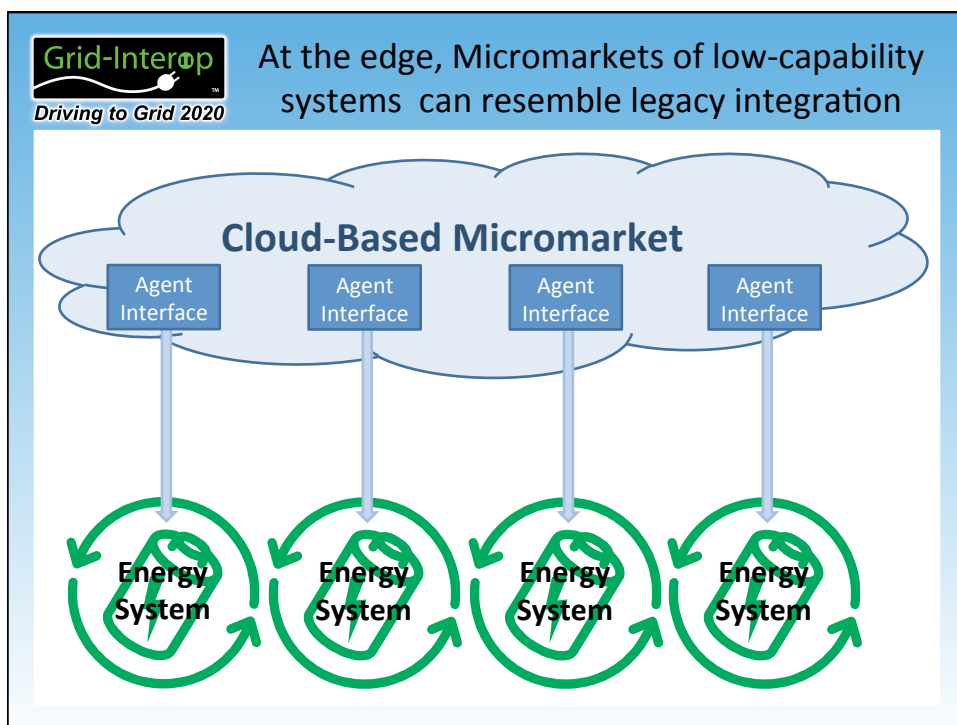 Grid-Interop
™
Driving to Grid 2020
At the edge, Micromarkets of low-capability
systems can resemble legacy integration
Cloud-Based Micromarket
Agent
Interface
Agent
Interface
Agent
Interface
Agent
Interface
Energy
System
Energy
System
Energy
System
Energy
System